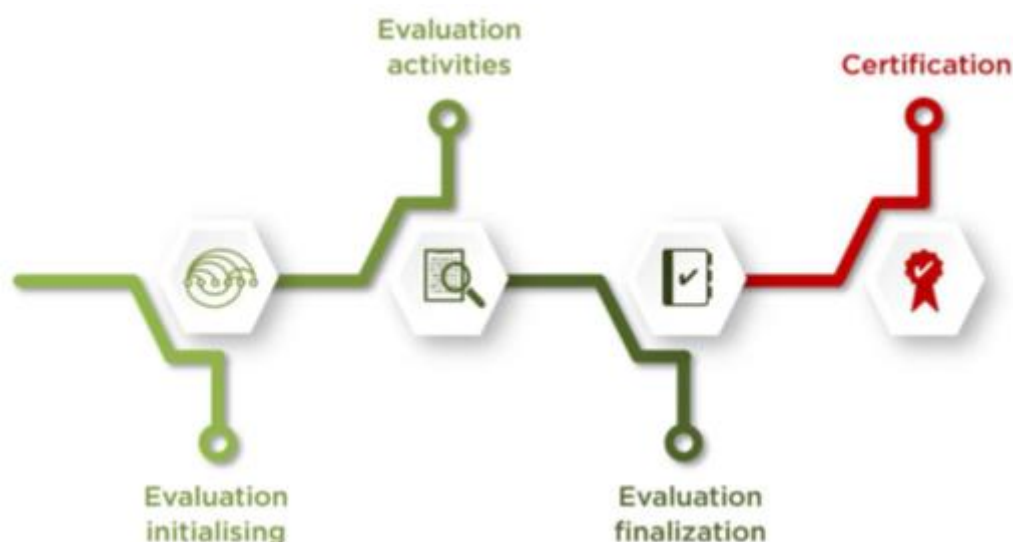 Evaluation
activities
Certification
Evaluation
initialising
Evaluation
finalization